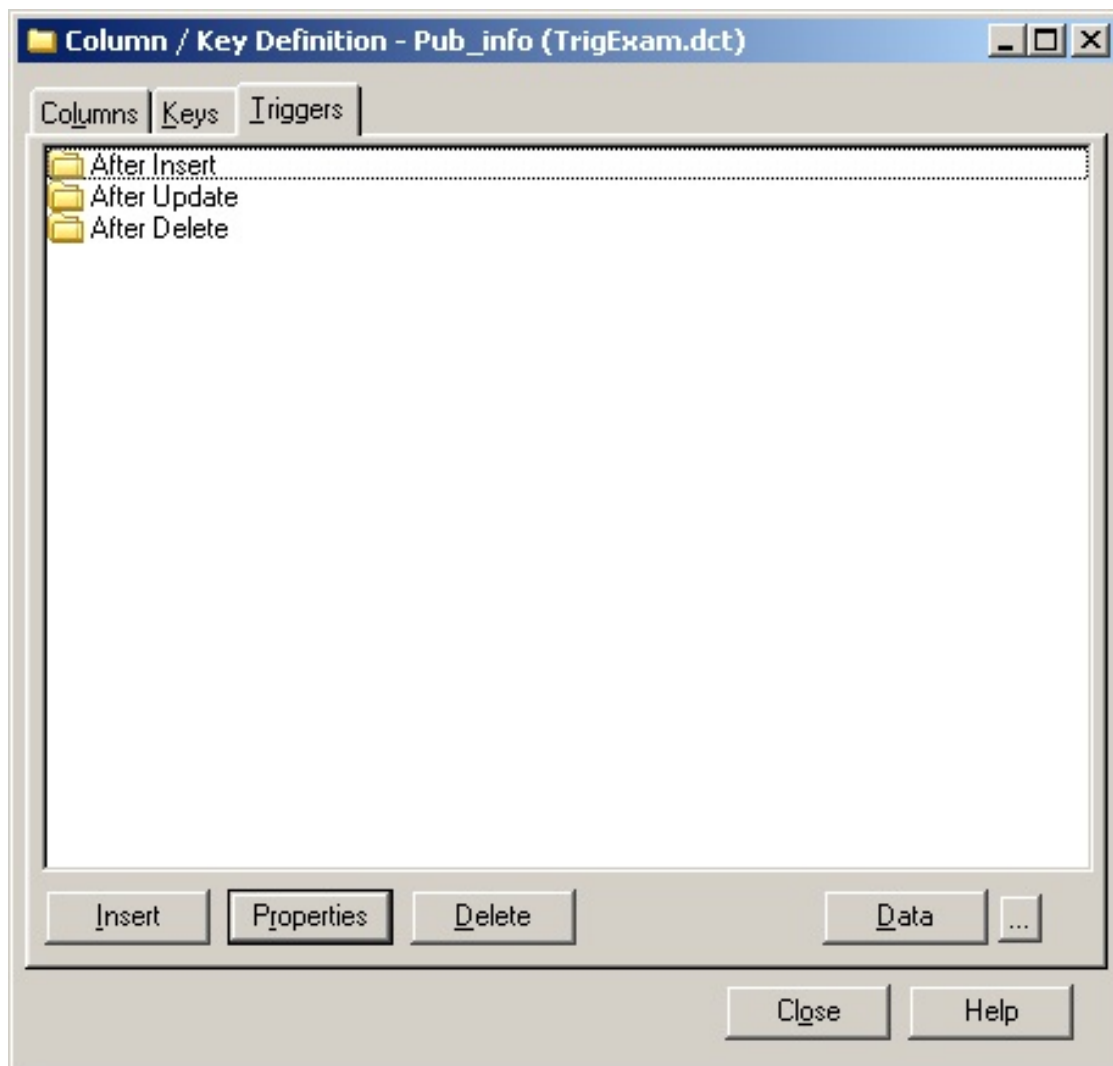 Column / Key Definition - Pub_info (TrigExam.dct)
Columns Keys Triggers
After Insert
After Update
After Delete
Insert Properties Delete Data ...
Close Help